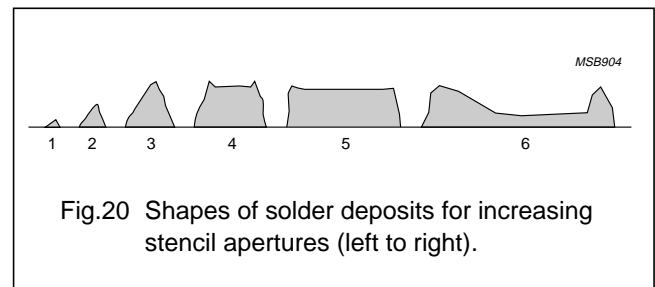 MSB904
1 2 3 4 5 6
Fig.20 Shapes of solder deposits for increasing
stencil apertures (left to right).